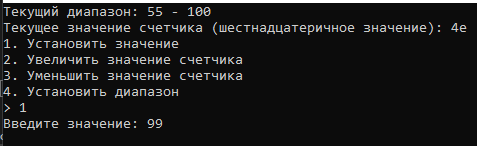 Текущий диапазон: 55 - 100
Текущее значение счетчика (шестнадцатеричное значение): 4e
1. Установить значение
2. Увеличить значение счетчика
3. Уменьшить значение счетчика
4. Установить диапазон
> 1
Введите значение: 99